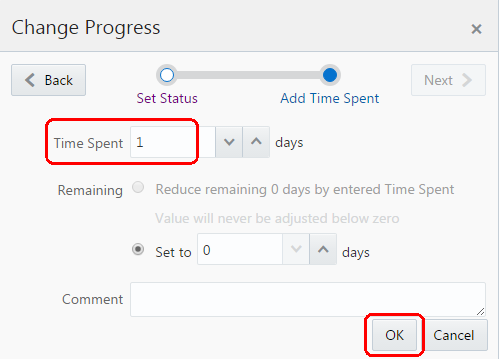 Change Progress
Back
Next
Set Status
Add Time Spent
Time Spent 1 days
Remaining Reduce remaining 0 days by entered Time Spent
Value will never be adjusted below zero
Set to 0 days
Comment
OK Cancel